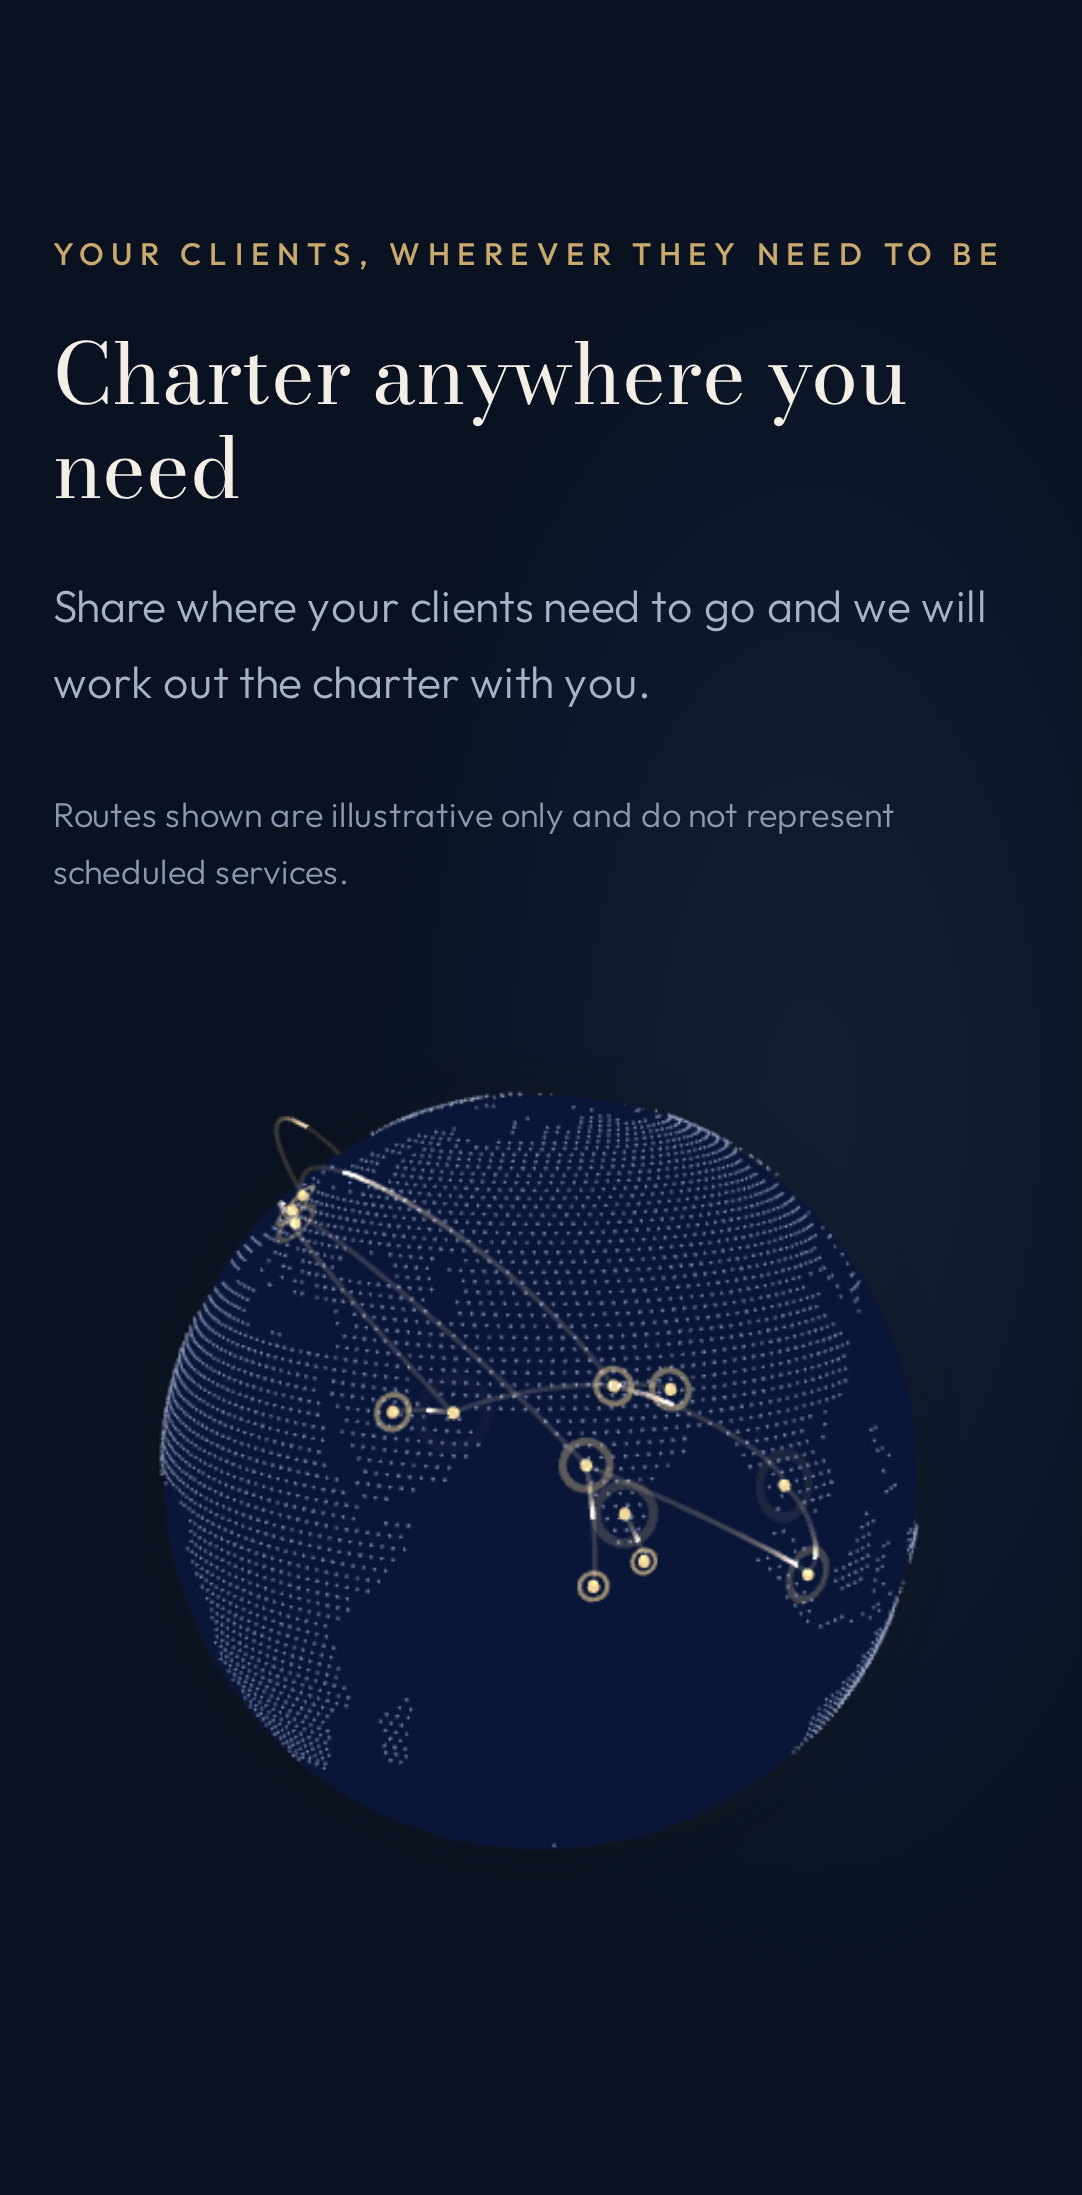 YOUR CLIENTS, WHEREVER THEY NEED TO BE
Charter anywhere you
need
Share where your clients need to go and we will
work out the charter with you.
Routes shown are illustrative only and do not represent
scheduled services.